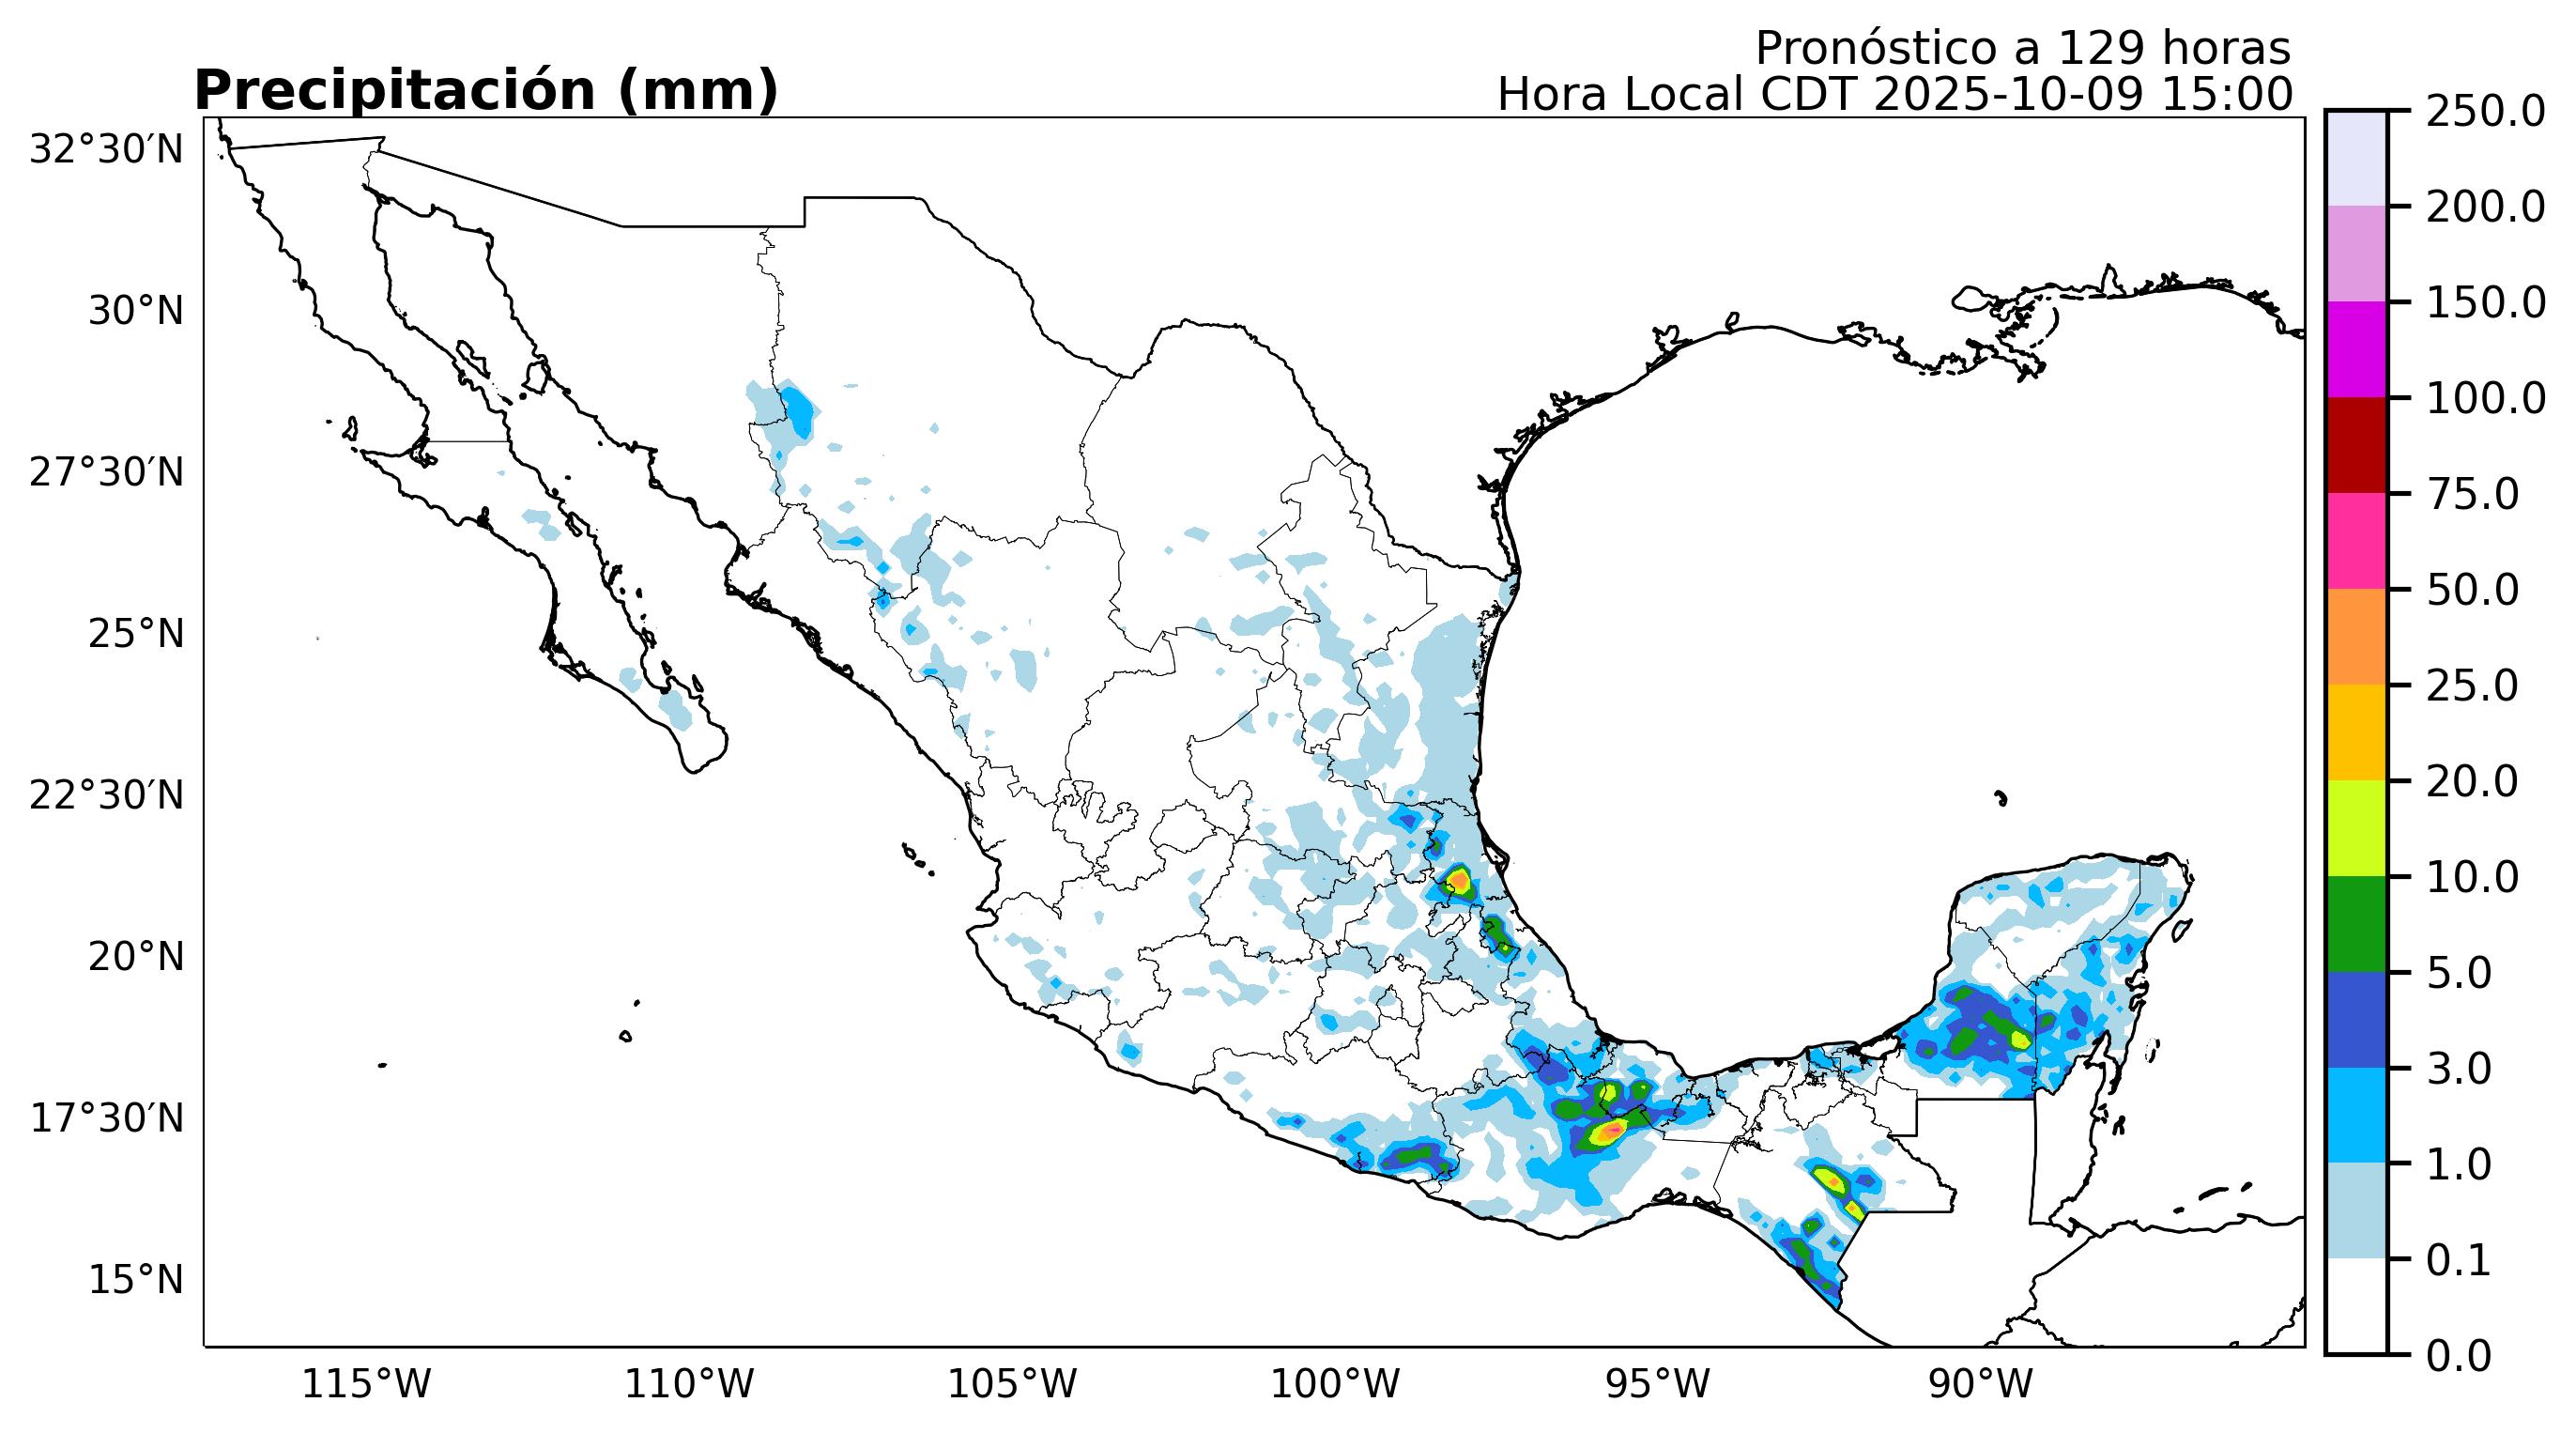 Pronóstico a 129 horas
Precipitación (mm)
Hora Local CDT 2025-10-09 15:00
32°30′N
30°N
27°30′N
25°N
22°30′N
20°N
17°30′N
15°N
115°W
110°W
105°W
100°W
95°W
90°W
250.0
200.0
150.0
100.0
75.0
50.0
25.0
20.0
10.0
5.0
3.0
1.0
0.1
0.0